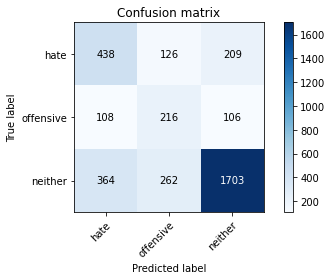 Confusion matrix
True label
hate 438 126 209
offensive 108 216 106
neither 364 262 1703
hate offensive neither
Predicted label
1600
1400
1200
1000
800
600
400
200